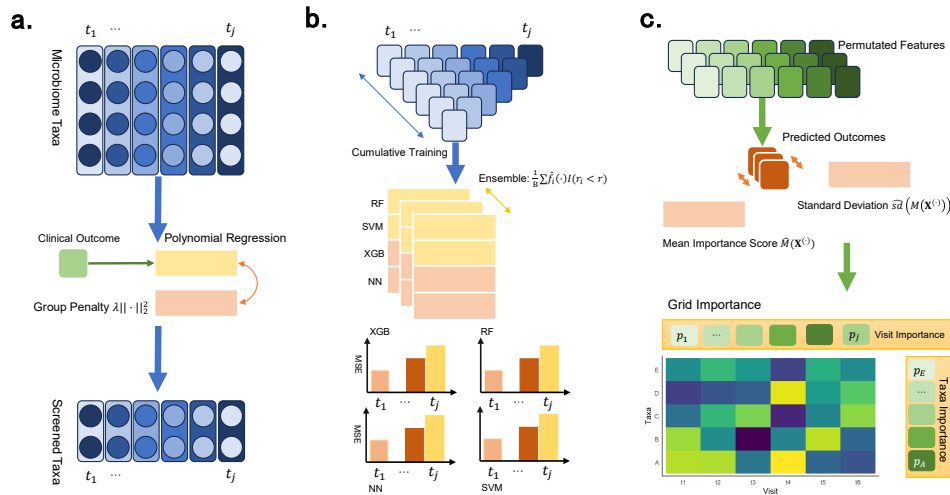 a.
t₁ ... tⱼ
Microbiome Taxa
Clinical Outcome
Polynomial Regression
Group Penalty λ||·||₂²
Screened Taxa
t₁ ... tⱼ
b.
t₁ ... tⱼ
Cumulative Training
Ensemble: 1/B ∑f̂ᵢ(·)I(rᵢ < r)
RF
SVM
XGB
NN
XGB
MSE
t₁ ... tⱼ
RF
t₁ ... tⱼ
MSE
t₁ ... tⱼ
NN
t₁ ... tⱼ
SVM
c.
Permutated Features
Predicted Outcomes
Standard Deviation ŝd(M(X⁽·⁾))
Mean Importance Score M̂(X⁽·⁾)
Grid Importance
p₁ ... pⱼ
Visit Importance
Taxa
E
D
C
B
A
t1 t2 t3 t4 t5 t6
Visit
p_E
...
p_A
Taxa Importance